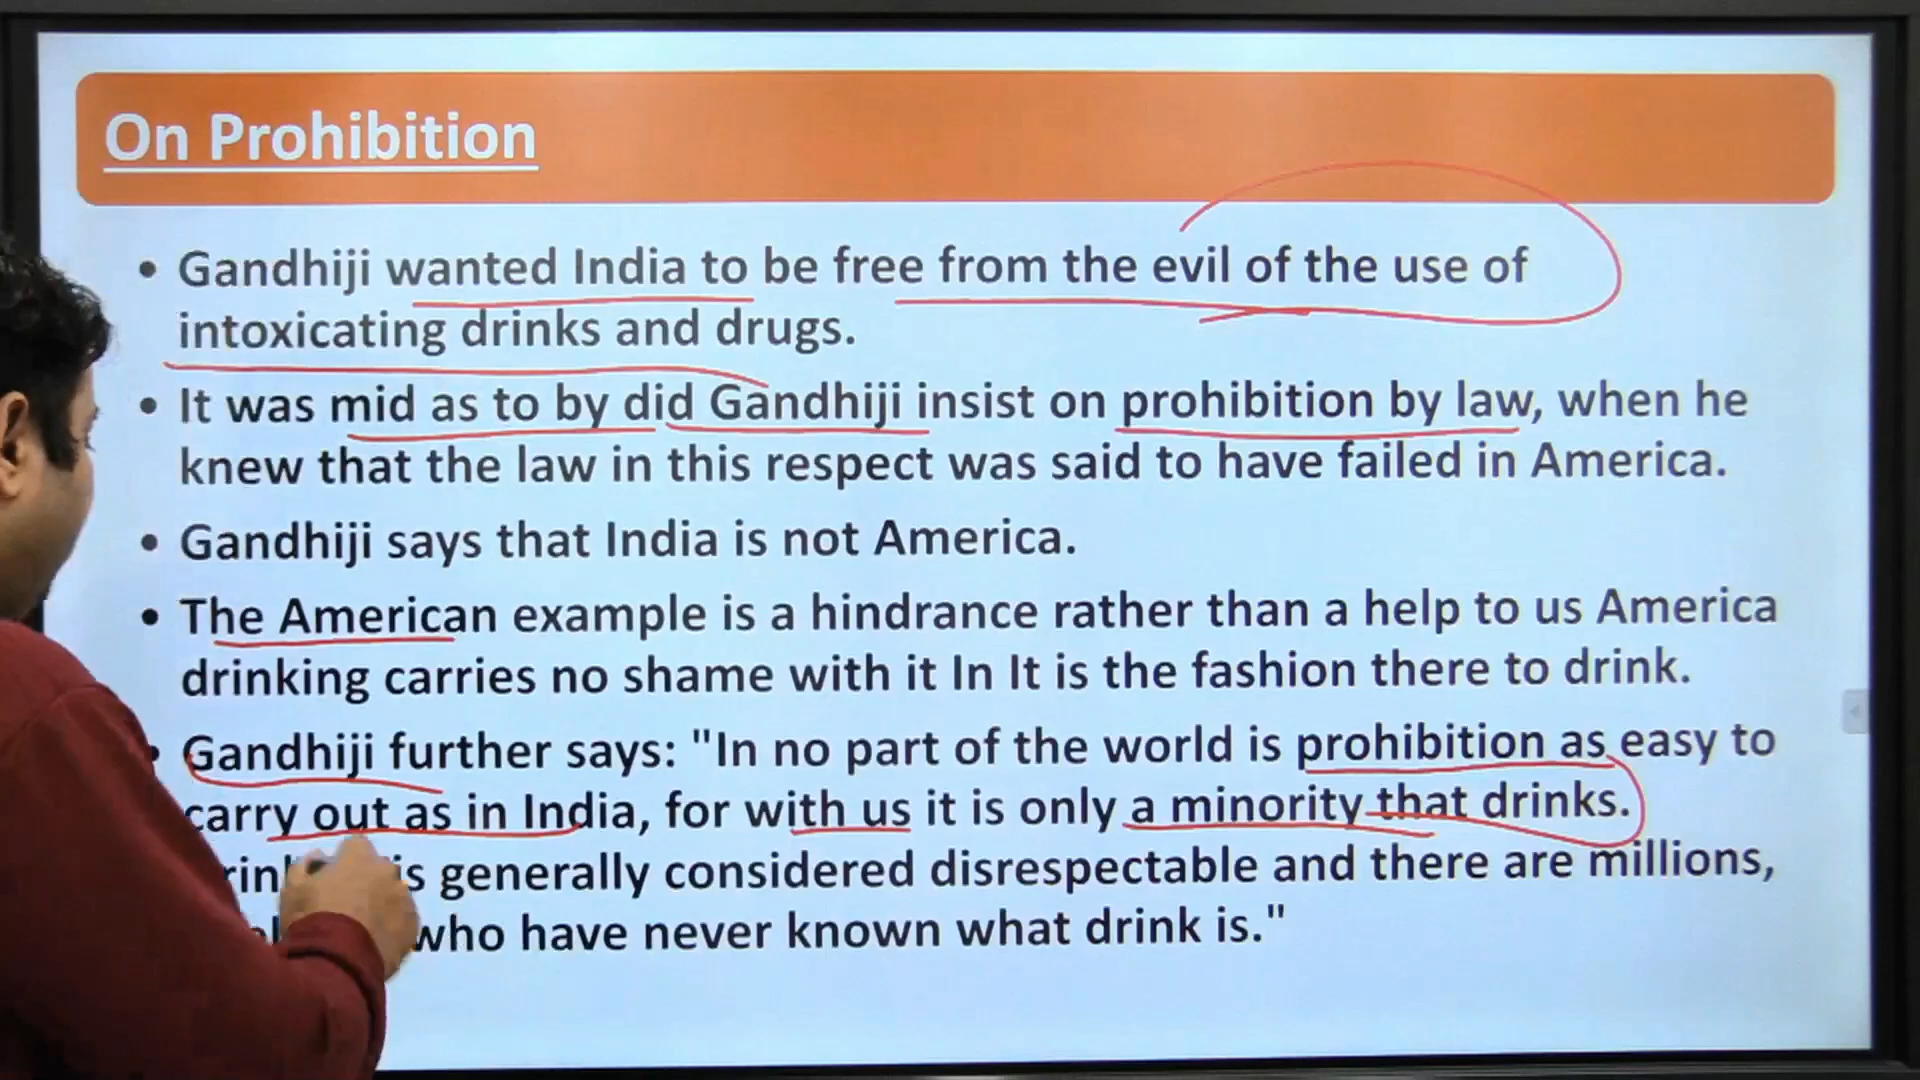 On Prohibition
• Gandhiji wanted India to be free from the evil of the use of
intoxicating drinks and drugs.
• It was mid as to by did Gandhiji insist on prohibition by law, when he
knew that the law in this respect was said to have failed in America.
• Gandhiji says that India is not America.
• The American example is a hindrance rather than a help to us America
drinking carries no shame with it In It is the fashion there to drink.
• Gandhiji further says: "In no part of the world is prohibition as easy to
carry out as in India, for with us it is only a minority that drinks.
is generally considered disrespectable and there are millions,
who have never known what drink is."